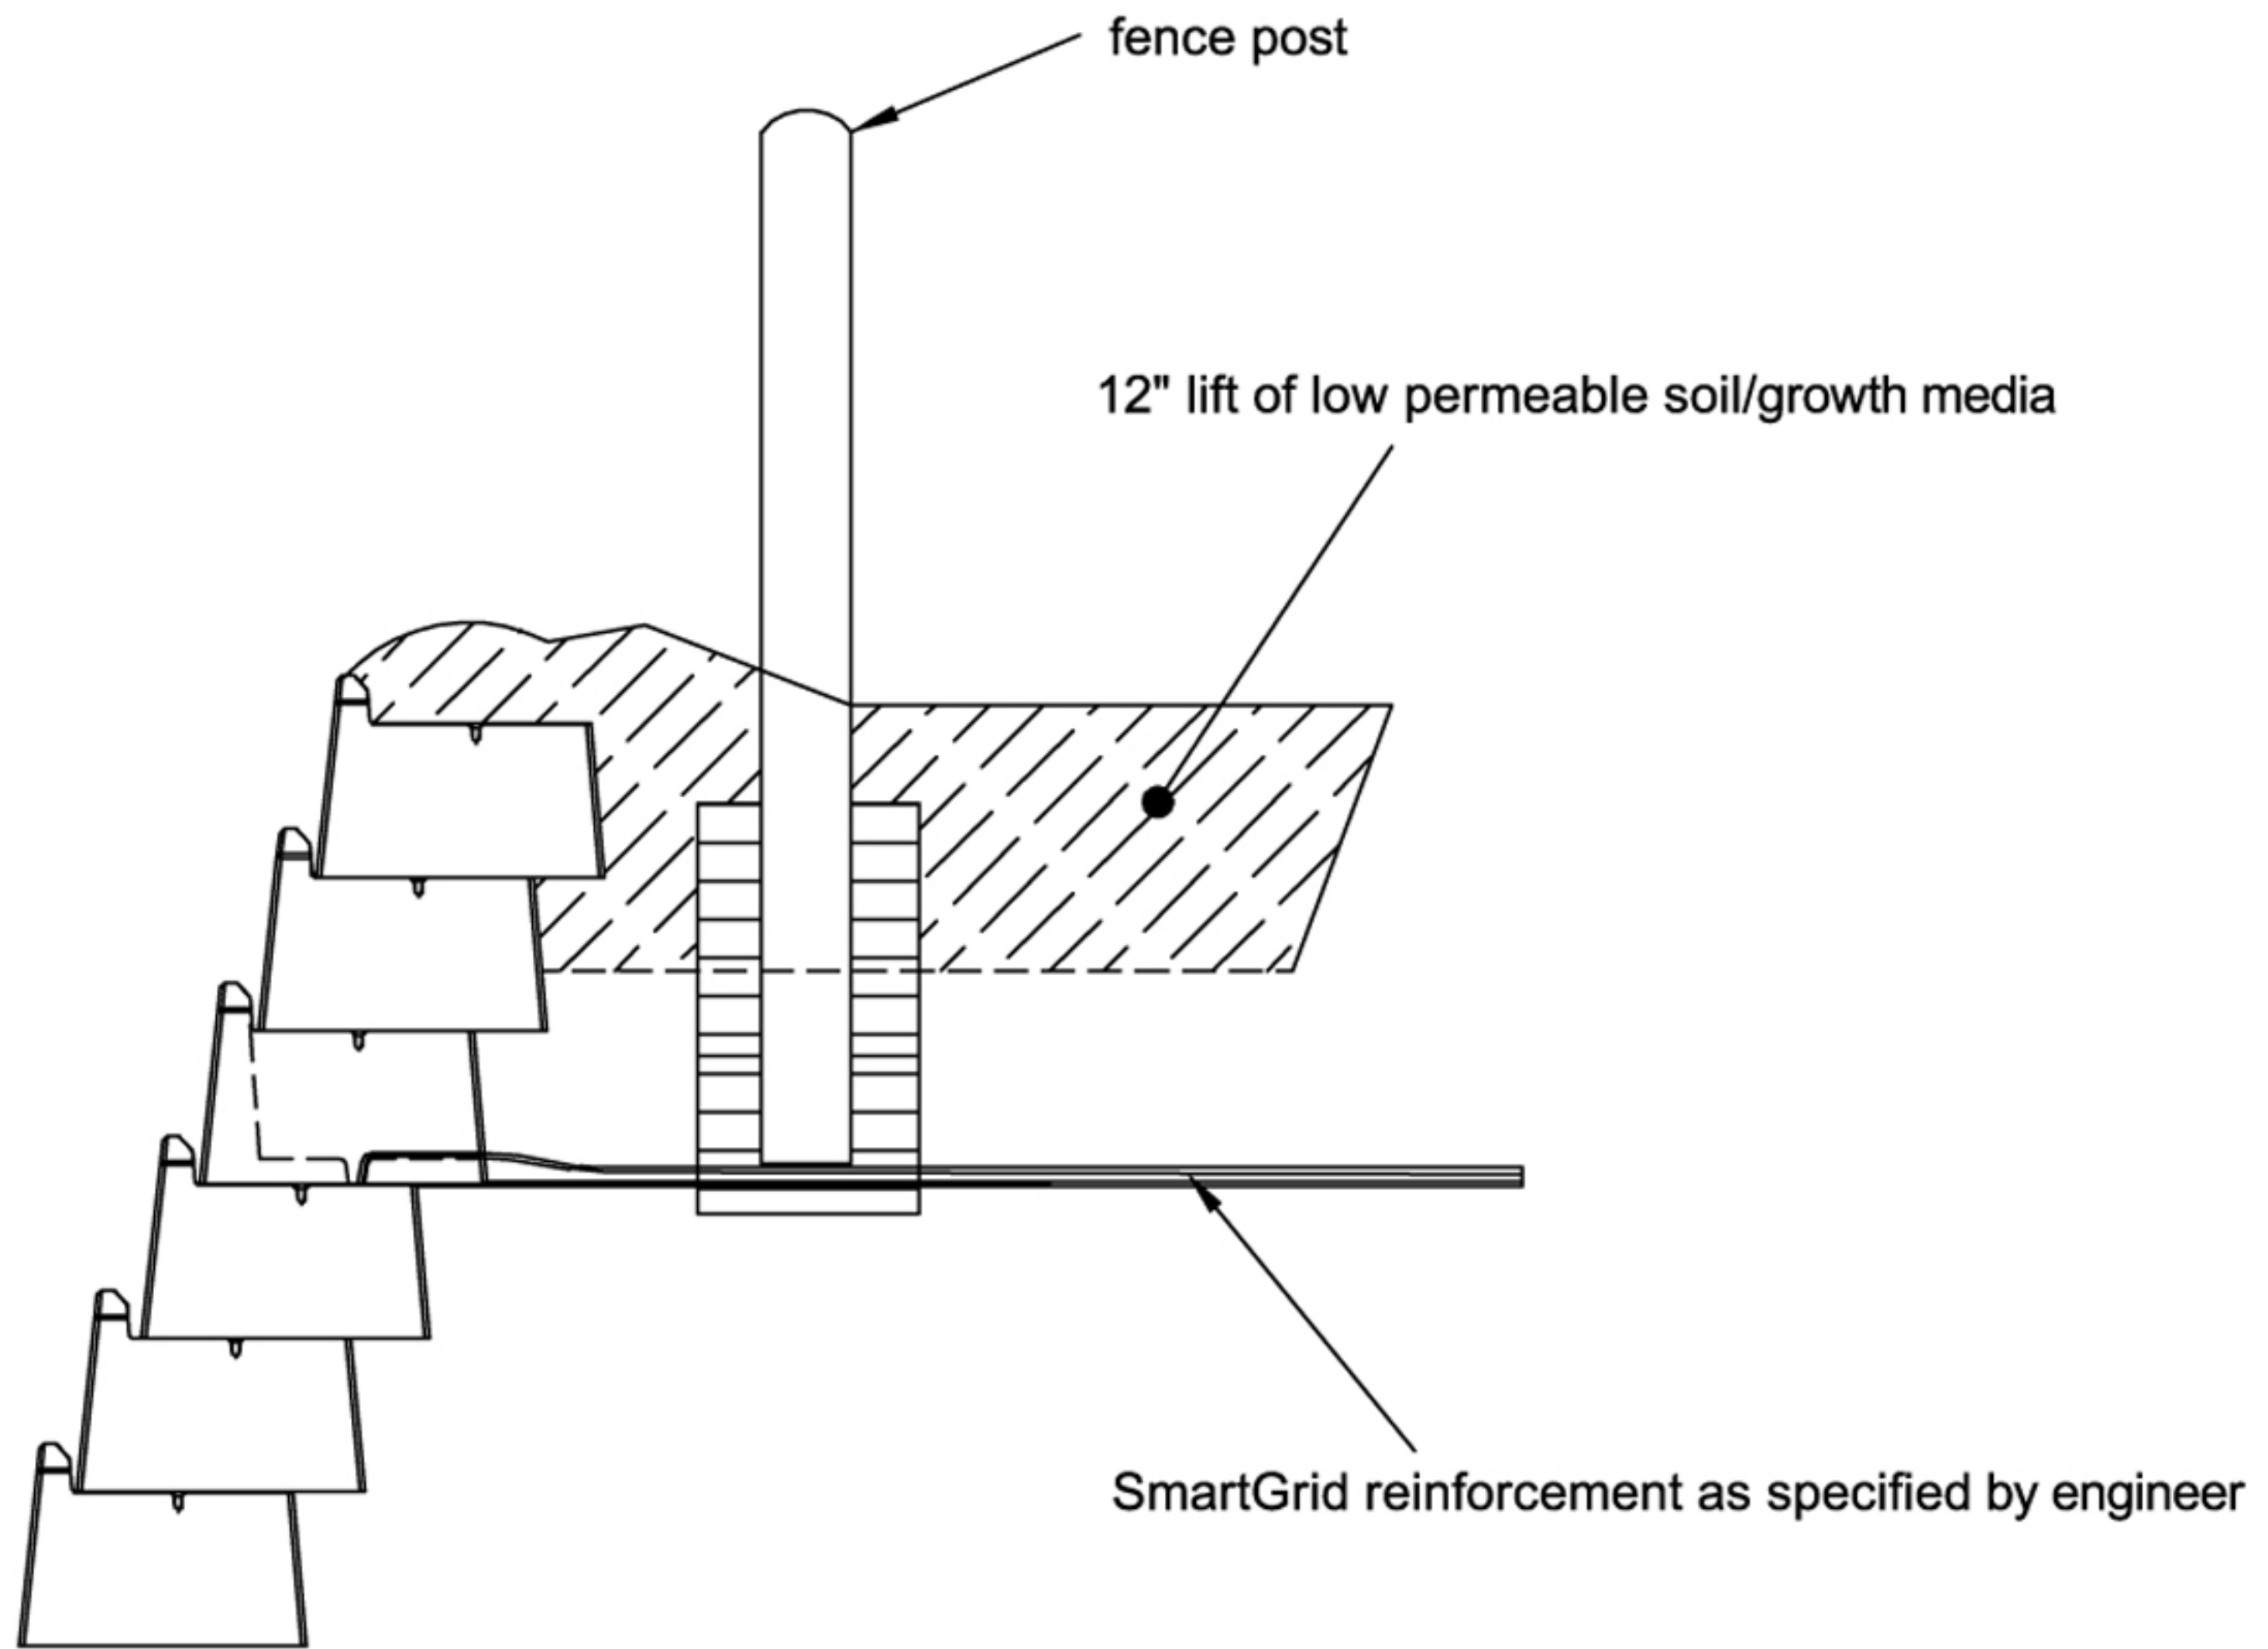 fence post
12" lift of low permeable soil/growth media
SmartGrid reinforcement as specified by engineer